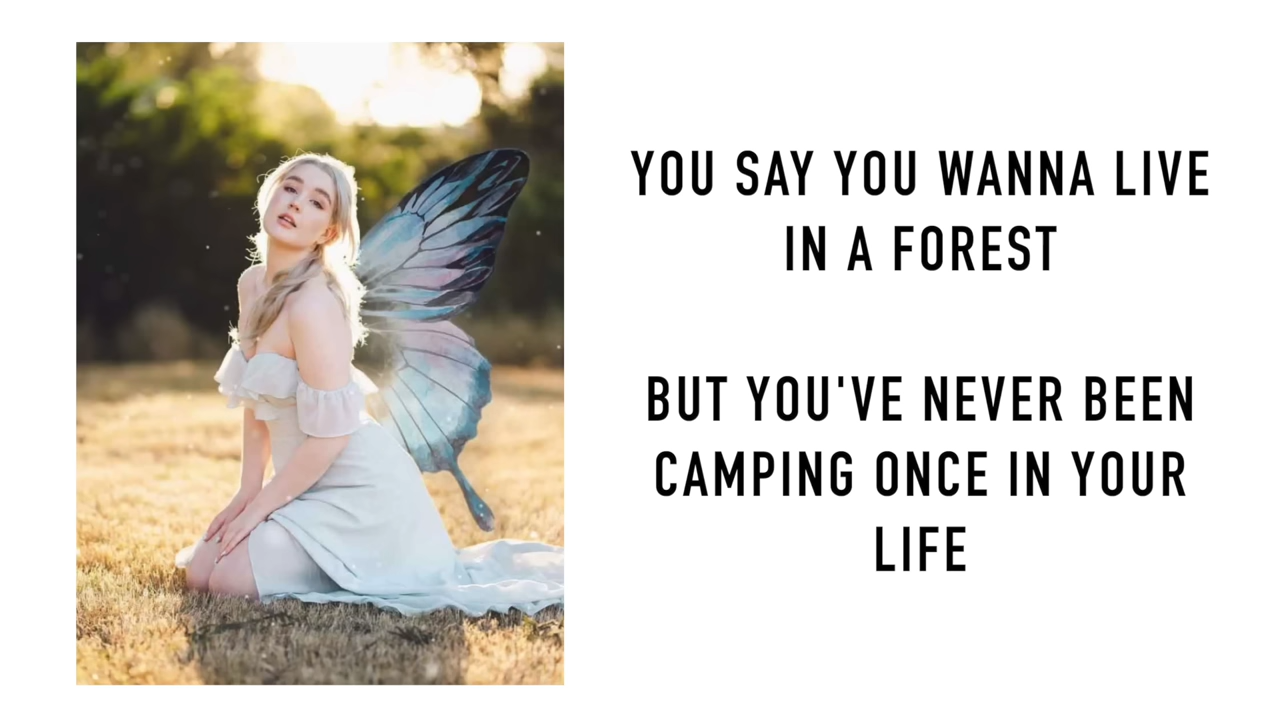 YOU SAY YOU WANNA LIVE
IN A FOREST
BUT YOU'VE NEVER BEEN
CAMPING ONCE IN YOUR
LIFE